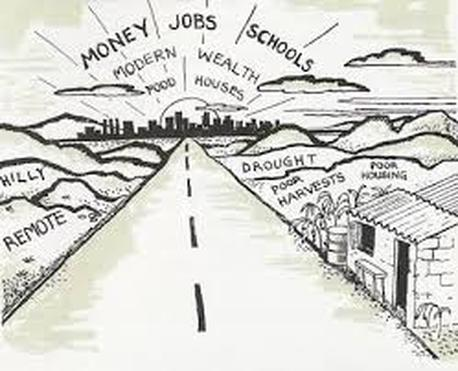 MONEY JOBS SCHOOLS
MODERN WEALTH
FOOD HOUSES
HILLY
REMOTE
DROUGHT
POOR HARVESTS
POOR HOUSING